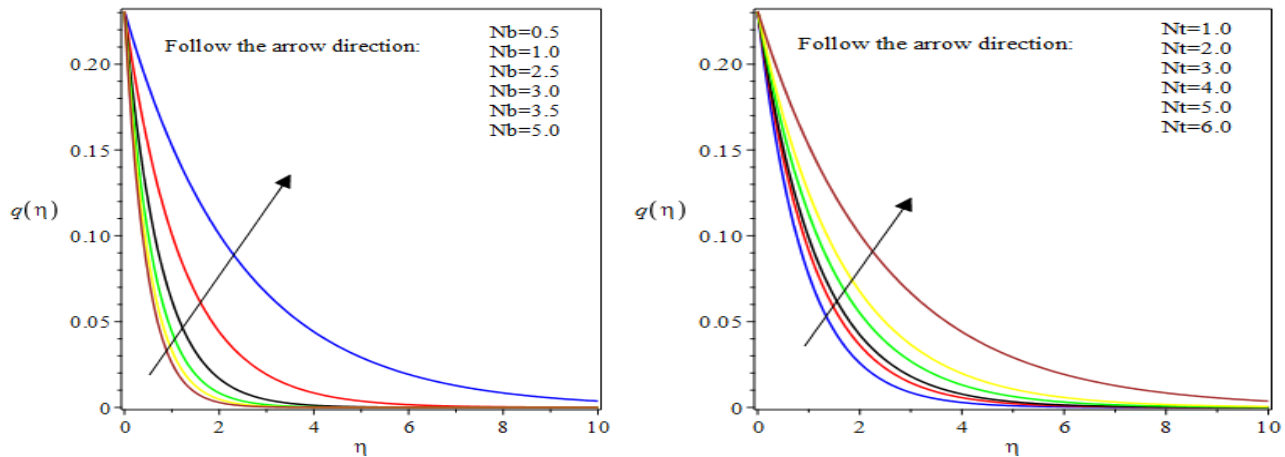 Follow the arrow direction:
Nb=0.5
Nb=1.0
Nb=2.5
Nb=3.0
Nb=3.5
Nb=5.0
0.20
0.15
q(η)
0.10
0.05
0
0 2 4 6 8 10
η
Follow the arrow direction:
Nt=1.0
Nt=2.0
Nt=3.0
Nt=4.0
Nt=5.0
Nt=6.0
0.20
0.15
q(η)
0.10
0.05
0
0 2 4 6 8 10
η